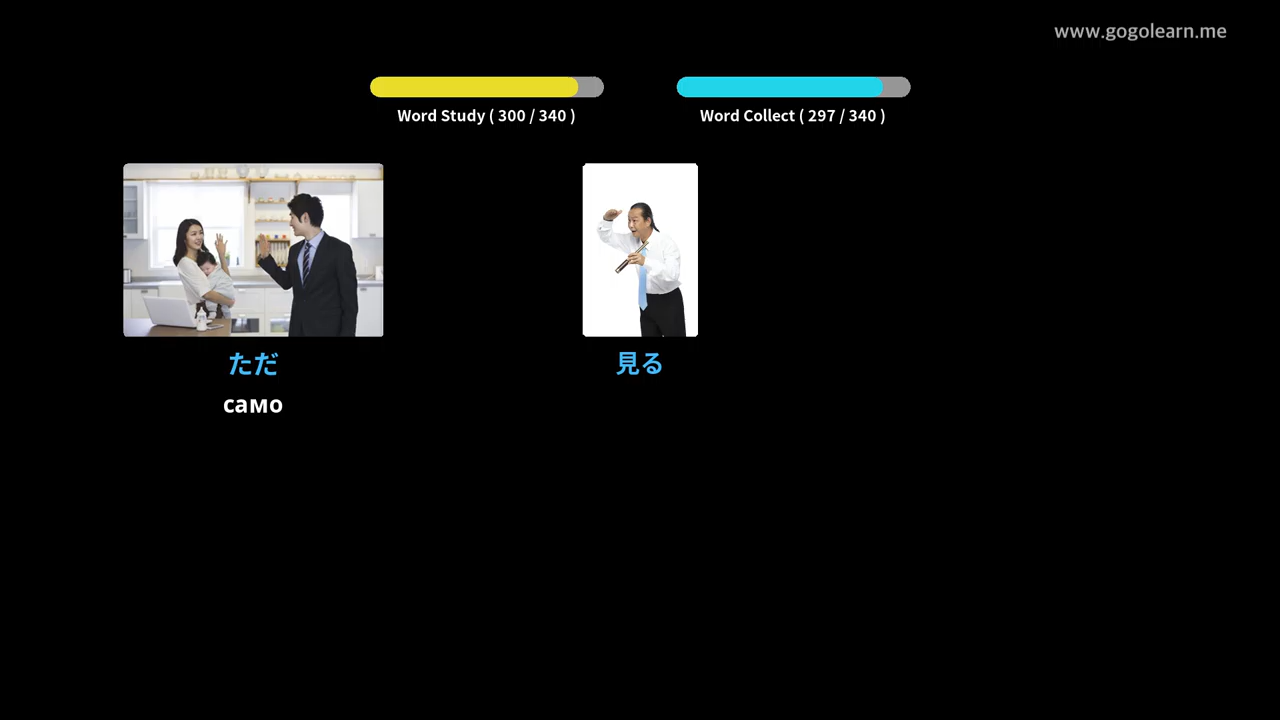 www.gogolearn.me
Word Study ( 300 / 340 )
Word Collect ( 297 / 340 )
ただ
само
見る